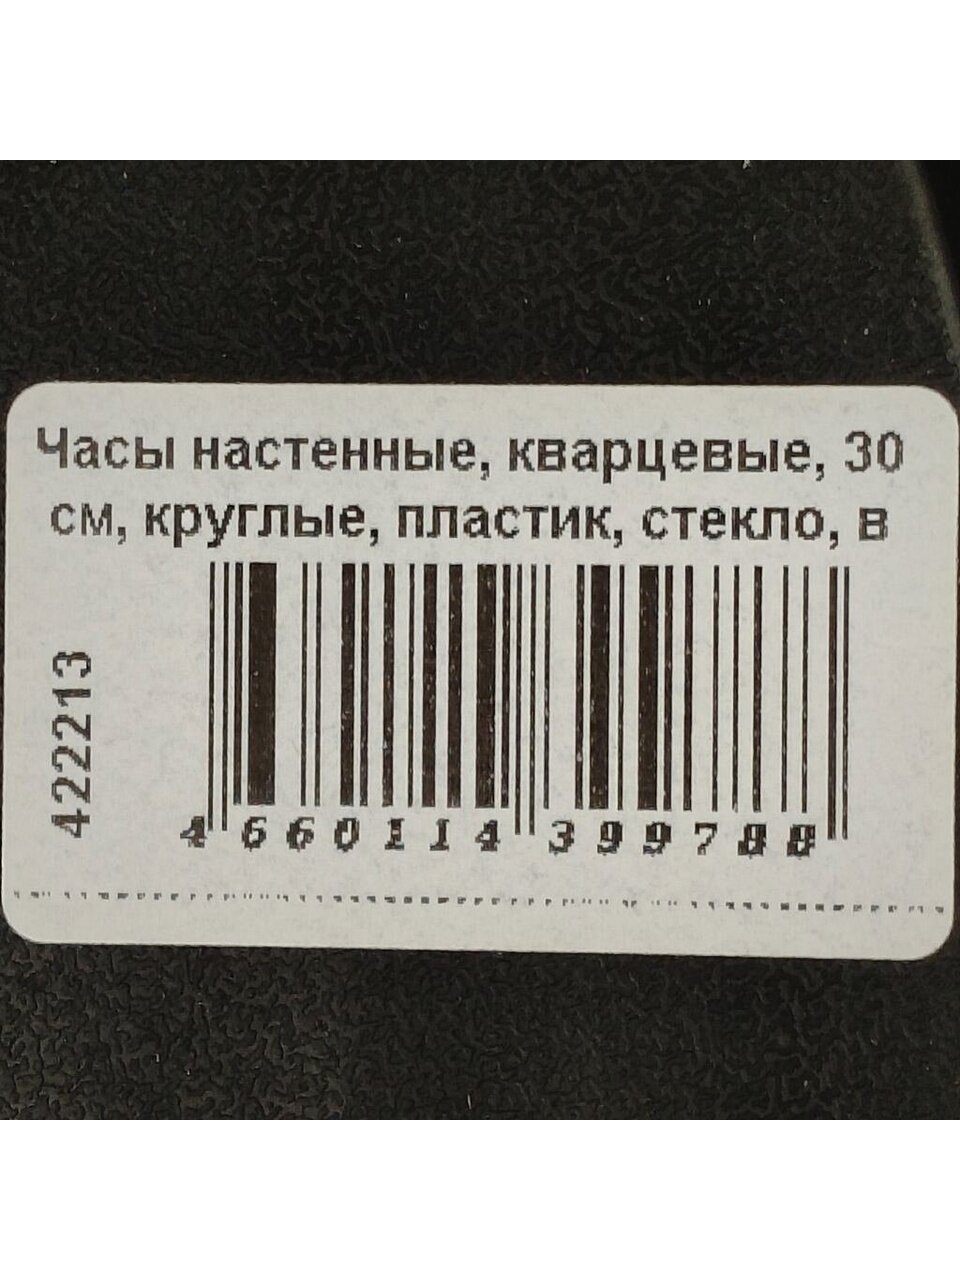 Часы настенные, кварцевые, 30
см, круглые, пластик, стекло, в
422213
4 660114 399788